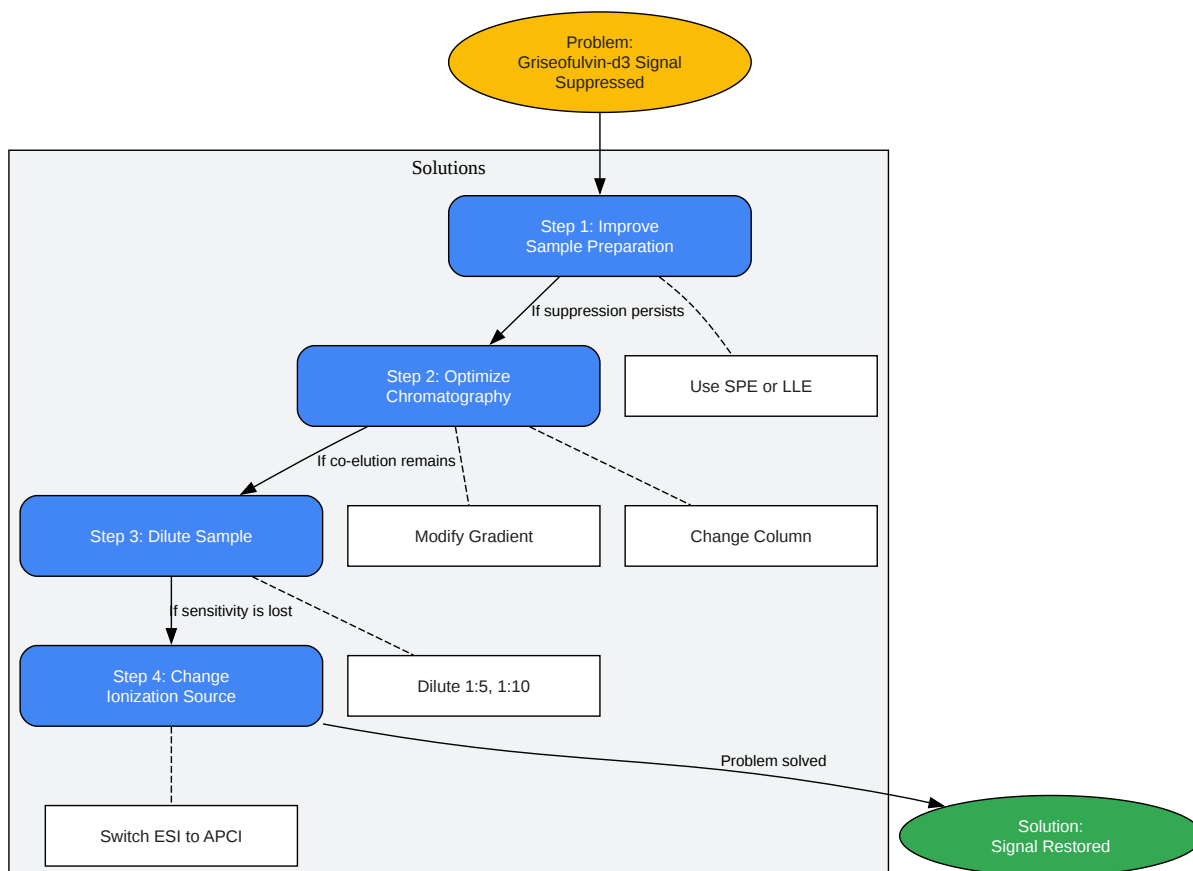 Problem:
Griseofulvin-d3 Signal
Suppressed
Solutions
Step 1: Improve
Sample Preparation
If suppression persists
Step 2: Optimize
Chromatography
Use SPE or LLE
If co-elution remains
Step 3: Dilute Sample
Modify Gradient
Change Column
If sensitivity is lost
Step 4: Change
Ionization Source
Dilute 1:5, 1:10
Problem solved
Switch ESI to APCI
Solution:
Signal Restored